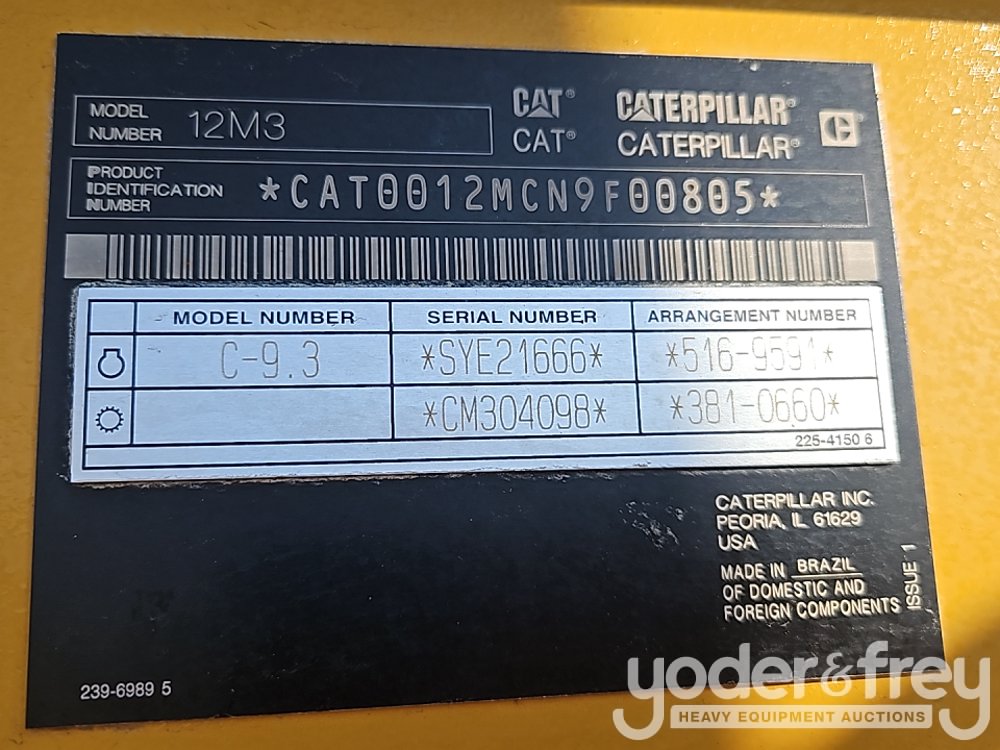 MODEL
NUMBER 12M3
CAT® CATERPILLAR®
CAT® CATERPILLAR®
PRODUCT
IDENTIFICATION
NUMBER
*CAT0012MCN9F00805*
MODEL NUMBER SERIAL NUMBER ARRANGEMENT NUMBER
C-9.3 *SYE21666* *516-9591*
*CM304098* *381-0660*
225-4150 6
CATERPILLAR INC.
PEORIA, IL 61629
USA
MADE IN BRAZIL
OF DOMESTIC AND
FOREIGN COMPONENTS
ISSUE 1
239-6989 5
yoder&frey
HEAVY EQUIPMENT AUCTIONS